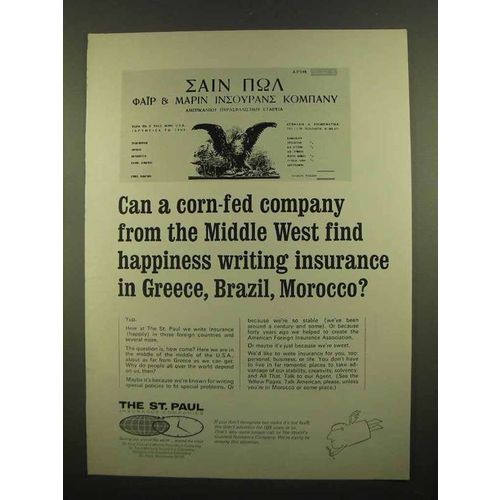 ΣΑΙΝ ΠΩΛ
ΦΑΪΡ & ΜΑΡΙΝ ΙΝΣΟΥΡΑΝΣ ΚΟΜΠΑΝΥ
ΑΜΕΡΙΚΑΝΙΚΗ ΑΣΦΑΛΙΣΤΙΚΗ ΕΤΑΙΡΕΙΑ
Can a corn-fed company
from the Middle West find
happiness writing insurance
in Greece, Brazil, Morocco?
Yup.
Here at The St. Paul we write insurance
(happily) in those foreign countries and
several more.
The question is, how come? Here we are in
the middle of the middle of the U.S.A.,
about as far from Greece as we can get.
Why do people all over the world depend
on us, then?
Maybe it's because we're known for writing
special policies to fit special problems. Or
because we're so stable (we've been
around a century and some). Or because
forty years ago we helped to create the
American Foreign Insurance Association.
Or maybe it's just because we're sweet.
We'd like to write insurance for you, too:
personal, business, or life. You don't have
to live in far romantic places to take ad-
vantage of our stability, creativity, solvency
and All That. Talk to our Agent. (See the
Yellow Pages. Talk American, please, unless
you're in Morocco or some place.)
THE ST. PAUL
INSURANCE COMPANIES